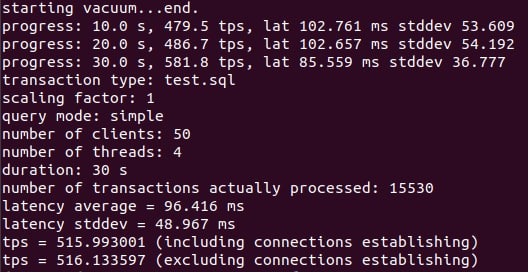 starting vacuum...end.
progress: 10.0 s, 479.5 tps, lat 102.761 ms stddev 53.609
progress: 20.0 s, 486.7 tps, lat 102.657 ms stddev 54.192
progress: 30.0 s, 581.8 tps, lat 85.559 ms stddev 36.777
transaction type: test.sql
scaling factor: 1
query mode: simple
number of clients: 50
number of threads: 4
duration: 30 s
number of transactions actually processed: 15530
latency average = 96.416 ms
latency stddev = 48.967 ms
tps = 515.993001 (including connections establishing)
tps = 516.133597 (excluding connections establishing)